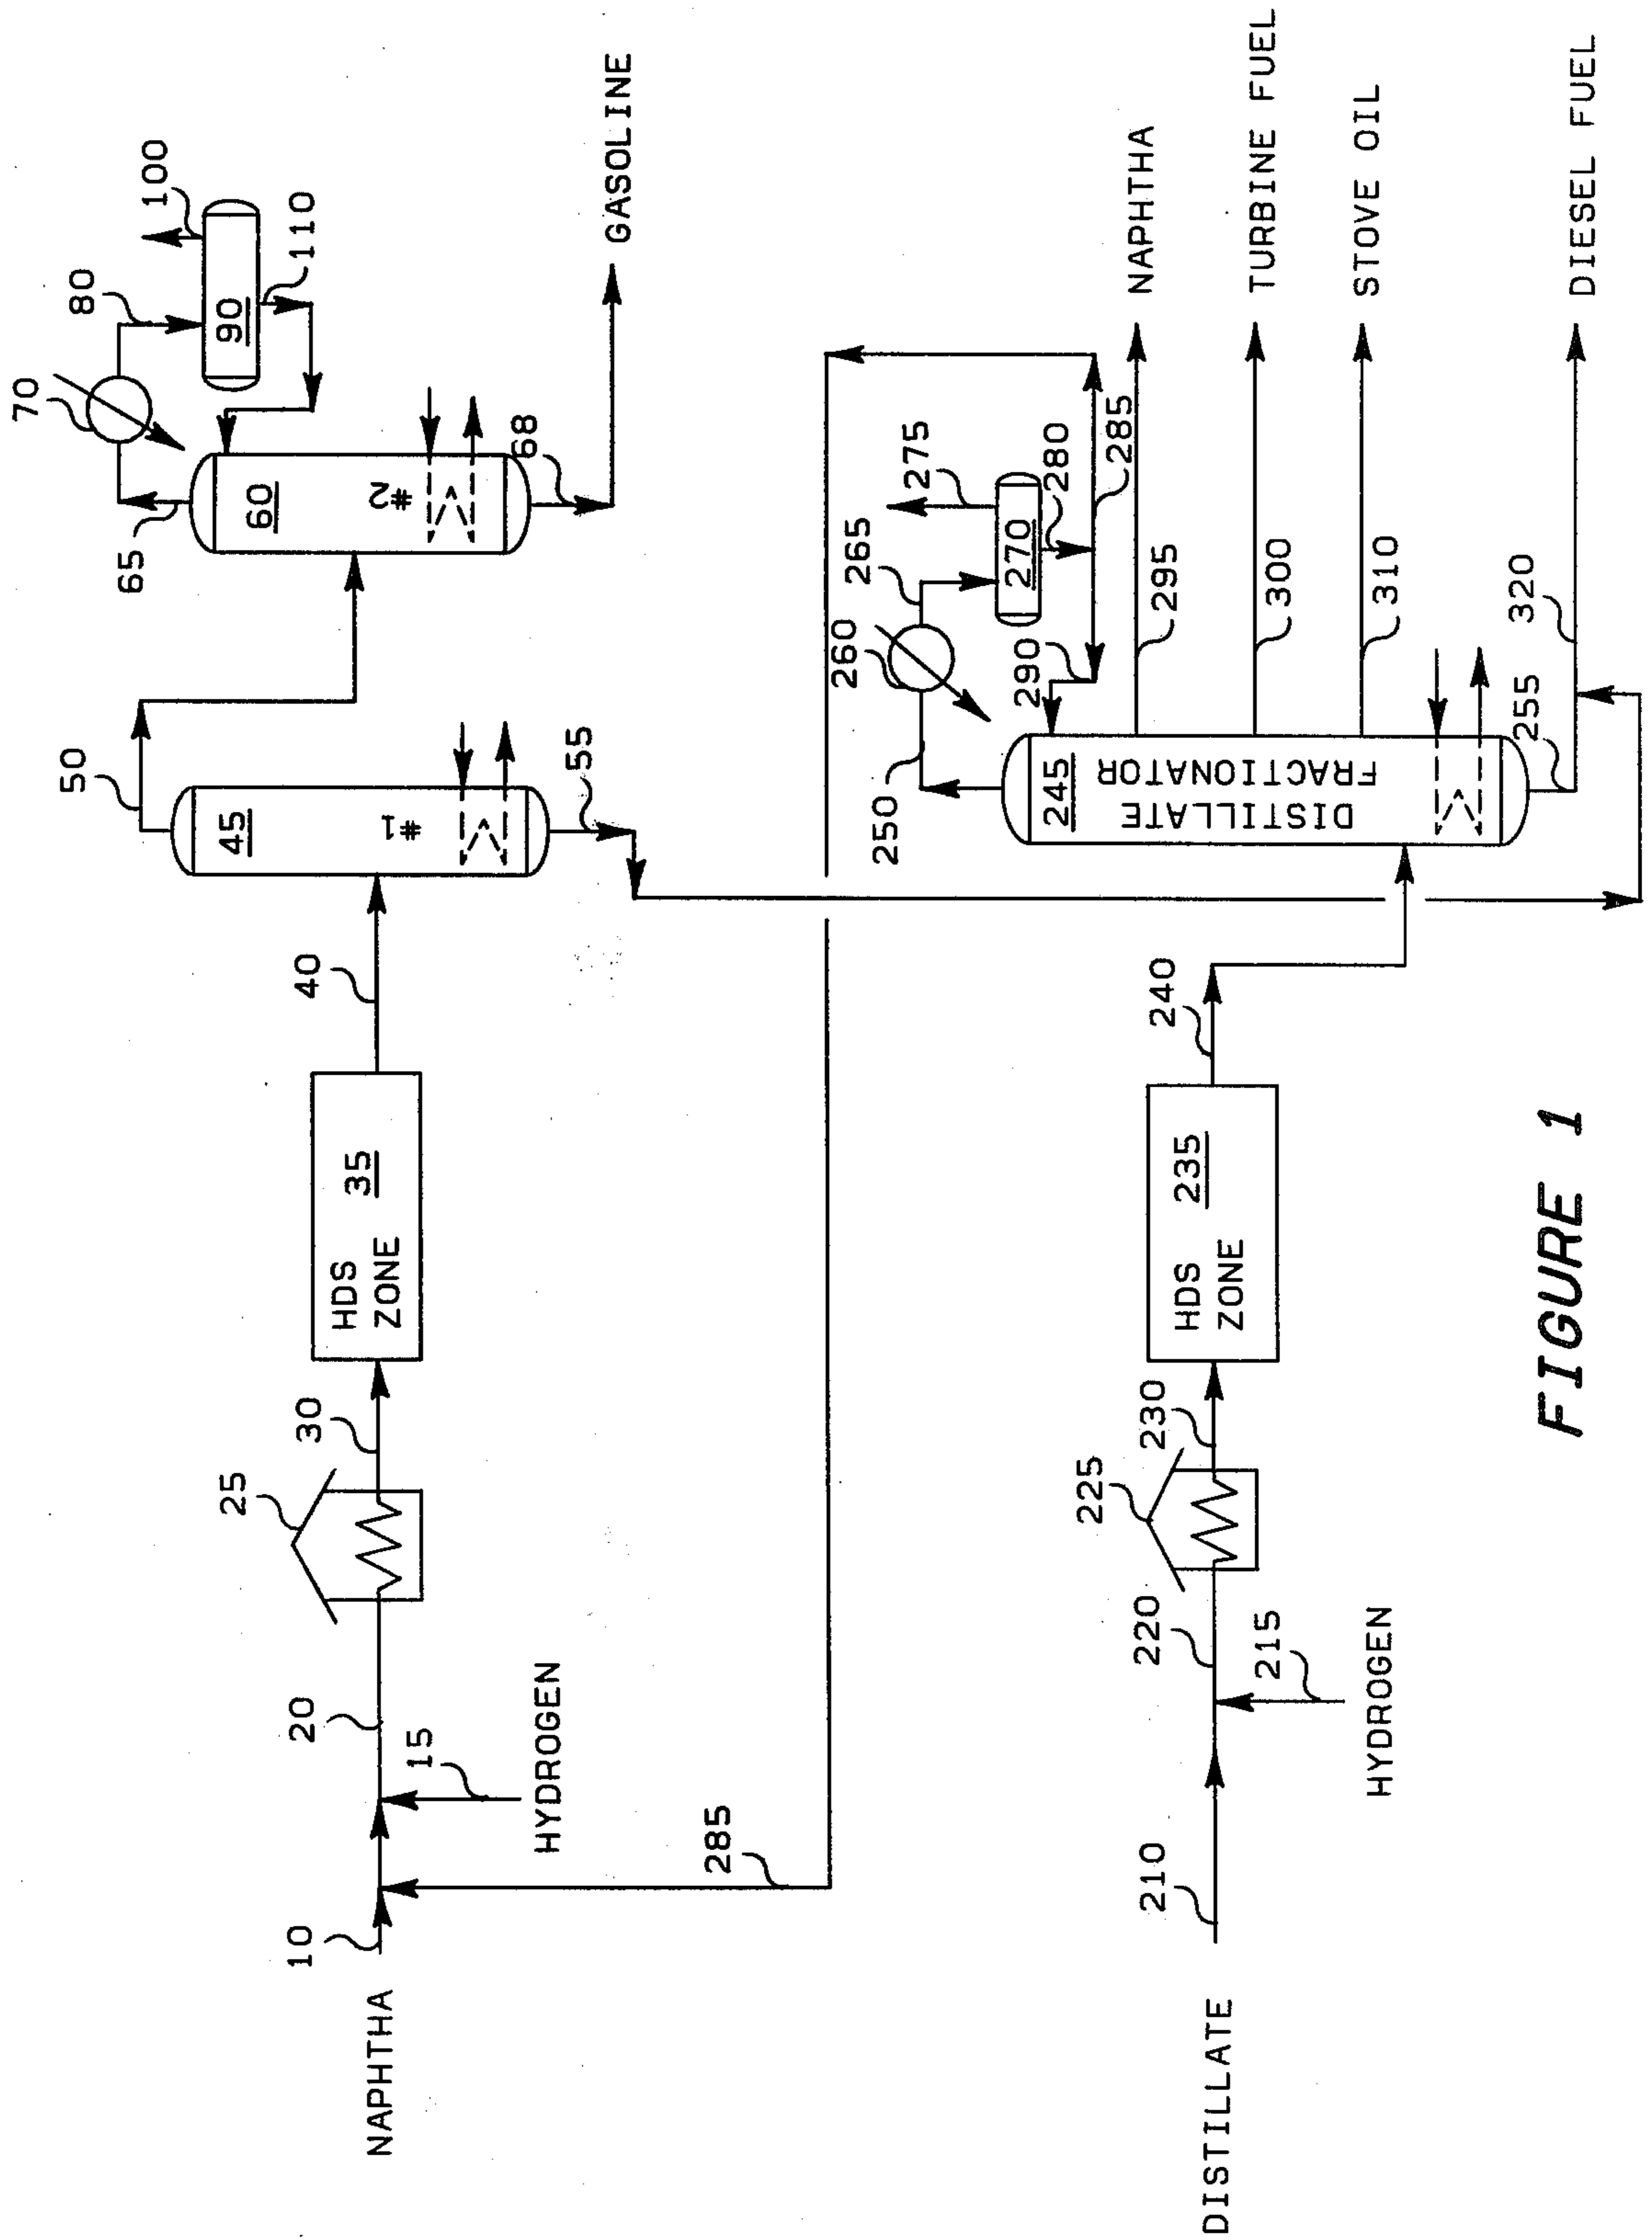 NAPHTHA
10
285
HYDROGEN
15
20
25
30
HDS
ZONE
35
40
45
#1
50
55
60
#2
65
68
70
80
90
100
110
GASOLINE
DISTILLATE
210
HYDROGEN
215
220
225
230
HDS
ZONE
235
240
245
DISTILLATE
FRACTIONATOR
250
255
260
265
270
275
280
285
290
295
NAPHTHA
300
TURBINE FUEL
310
STOVE OIL
320
DIESEL FUEL
FIGURE 1